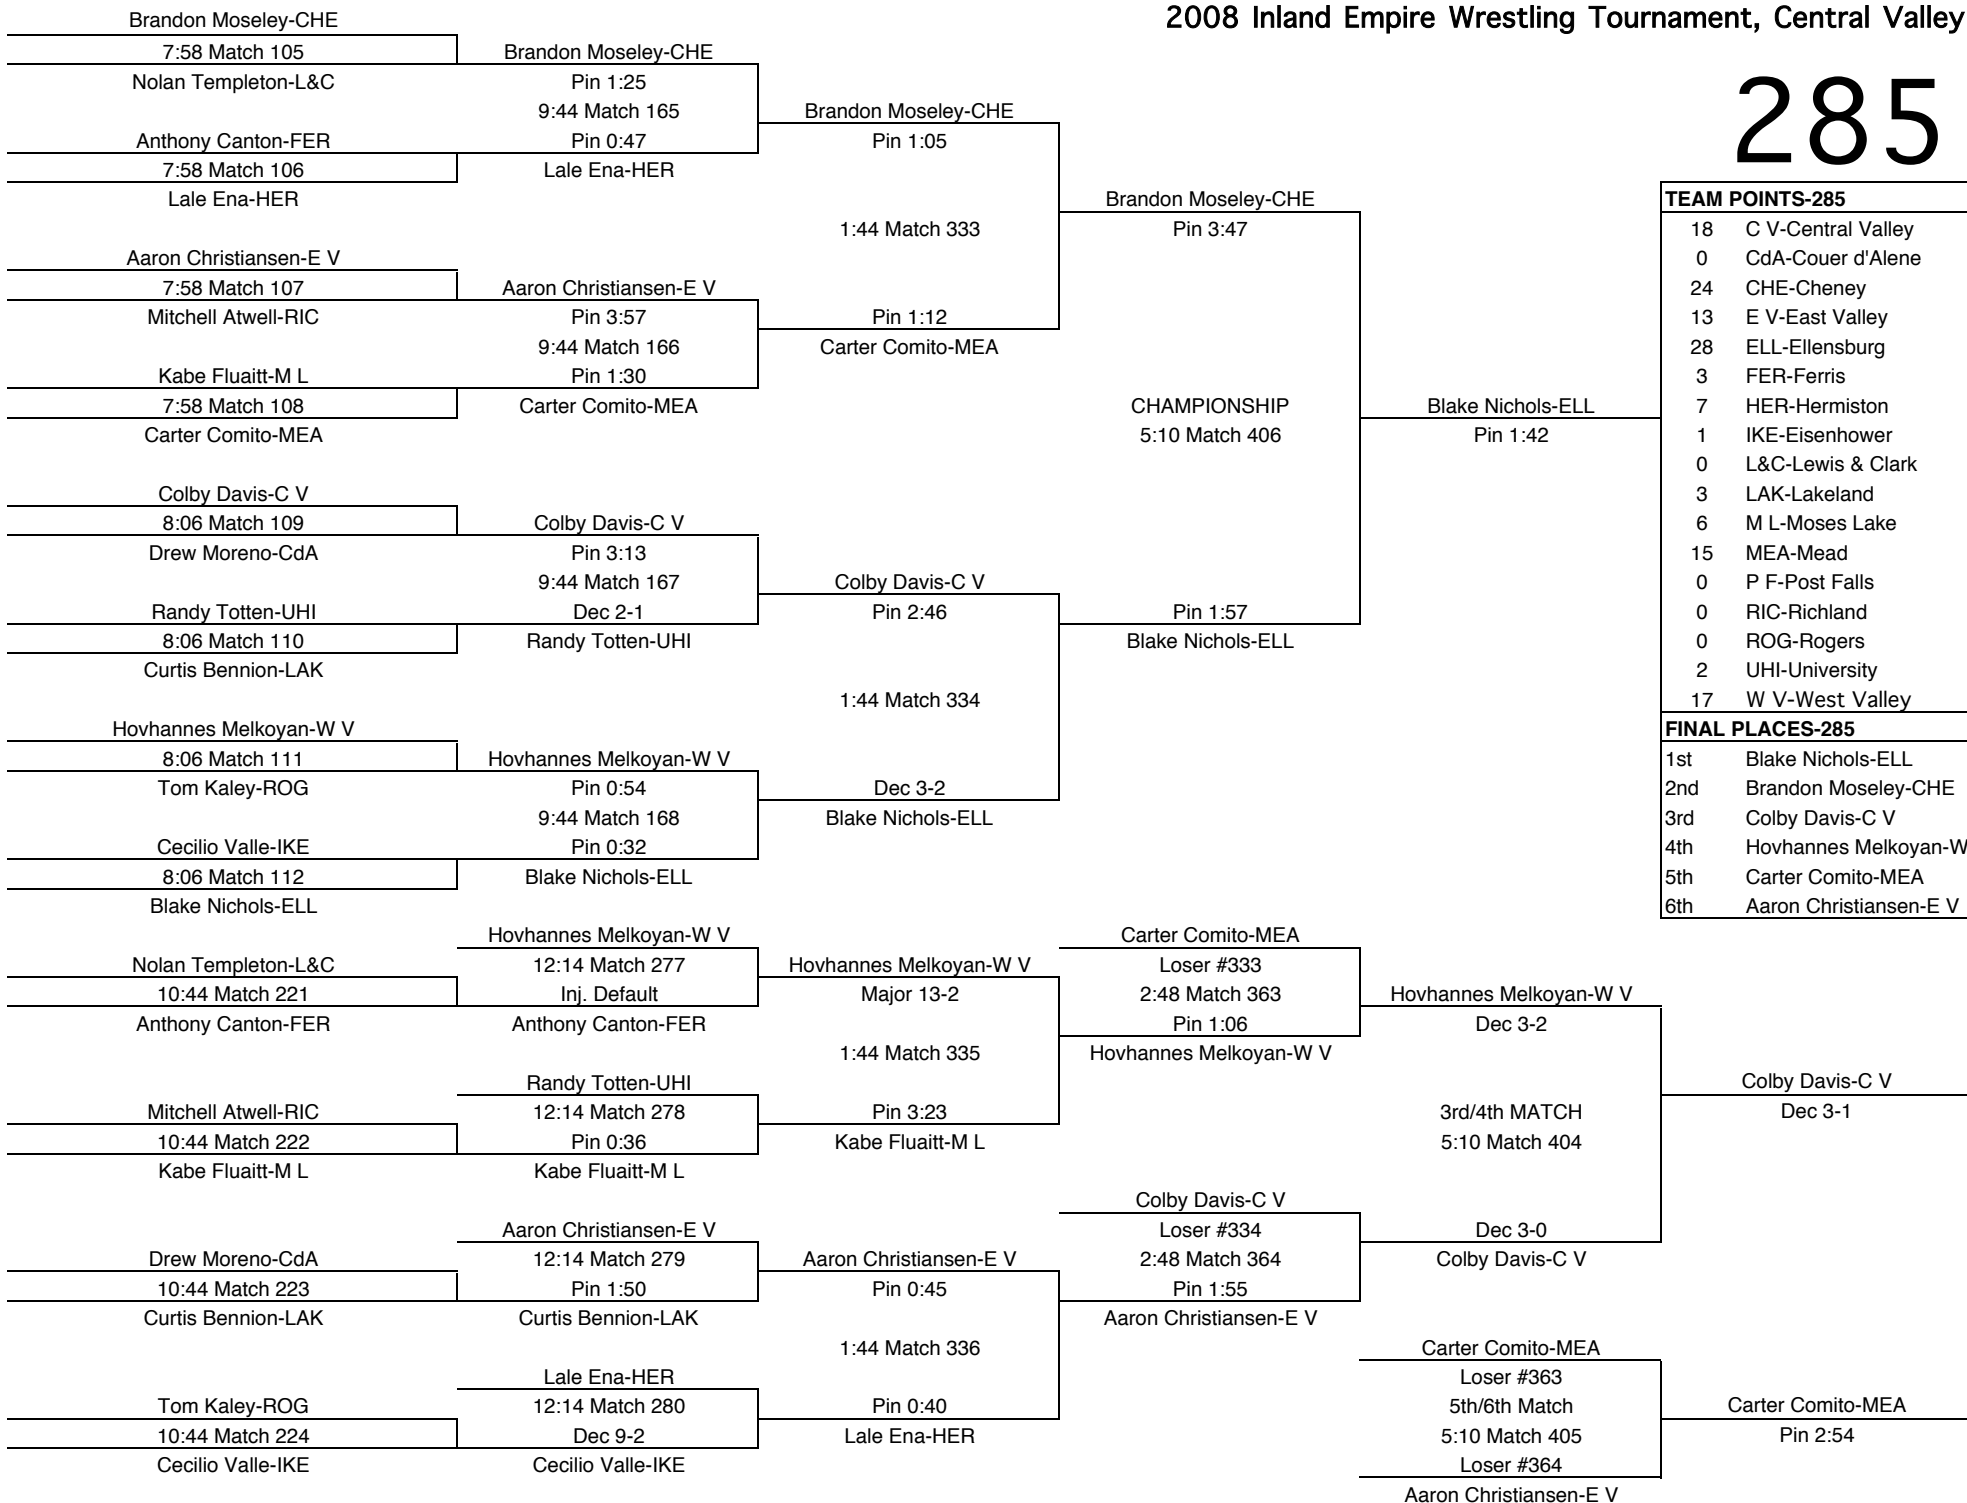 2008 Inland Empire Wrestling Tournament, Central Valley
285
Brandon Moseley-CHE
7:58 Match 105
Nolan Templeton-L&C
Anthony Canton-FER
7:58 Match 106
Lale Ena-HER
Aaron Christiansen-E V
7:58 Match 107
Mitchell Atwell-RIC
Kabe Fluaitt-M L
7:58 Match 108
Carter Comito-MEA
Colby Davis-C V
8:06 Match 109
Drew Moreno-CdA
Randy Totten-UHI
8:06 Match 110
Curtis Bennion-LAK
Hovhannes Melkoyan-W V
8:06 Match 111
Tom Kaley-ROG
Cecilio Valle-IKE
8:06 Match 112
Blake Nichols-ELL
Brandon Moseley-CHE
Pin 1:25
9:44 Match 165
Pin 0:47
Lale Ena-HER
Aaron Christiansen-E V
Pin 3:57
9:44 Match 166
Pin 1:30
Carter Comito-MEA
Colby Davis-C V
Pin 3:13
9:44 Match 167
Dec 2-1
Randy Totten-UHI
Hovhannes Melkoyan-W V
Pin 0:54
9:44 Match 168
Pin 0:32
Blake Nichols-ELL
Brandon Moseley-CHE
Pin 1:05
1:44 Match 333
Pin 1:12
Carter Comito-MEA
Colby Davis-C V
Pin 2:46
1:44 Match 334
Dec 3-2
Blake Nichols-ELL
Brandon Moseley-CHE
Pin 3:47
CHAMPIONSHIP
5:10 Match 406
Pin 1:57
Blake Nichols-ELL
Blake Nichols-ELL
Pin 1:42
TEAM POINTS-285
18 C V-Central Valley
0 CdA-Couer d'Alene
24 CHE-Cheney
13 E V-East Valley
28 ELL-Ellensburg
3 FER-Ferris
7 HER-Hermiston
1 IKE-Eisenhower
0 L&C-Lewis & Clark
3 LAK-Lakeland
6 M L-Moses Lake
15 MEA-Mead
0 P F-Post Falls
0 RIC-Richland
0 ROG-Rogers
2 UHI-University
17 W V-West Valley
FINAL PLACES-285
1st Blake Nichols-ELL
2nd Brandon Moseley-CHE
3rd Colby Davis-C V
4th Hovhannes Melkoyan-W
5th Carter Comito-MEA
6th Aaron Christiansen-E V
Nolan Templeton-L&C
10:44 Match 221
Anthony Canton-FER
Mitchell Atwell-RIC
10:44 Match 222
Kabe Fluaitt-M L
Drew Moreno-CdA
10:44 Match 223
Curtis Bennion-LAK
Tom Kaley-ROG
10:44 Match 224
Cecilio Valle-IKE
Hovhannes Melkoyan-W V
12:14 Match 277
Inj. Default
Anthony Canton-FER
Randy Totten-UHI
12:14 Match 278
Pin 0:36
Kabe Fluaitt-M L
Aaron Christiansen-E V
12:14 Match 279
Pin 1:50
Curtis Bennion-LAK
Lale Ena-HER
12:14 Match 280
Dec 9-2
Cecilio Valle-IKE
Hovhannes Melkoyan-W V
Major 13-2
1:44 Match 335
Pin 3:23
Kabe Fluaitt-M L
Aaron Christiansen-E V
Pin 0:45
1:44 Match 336
Pin 0:40
Lale Ena-HER
Carter Comito-MEA
Loser #333
2:48 Match 363
Pin 1:06
Hovhannes Melkoyan-W V
Colby Davis-C V
Loser #334
2:48 Match 364
Pin 1:55
Aaron Christiansen-E V
Hovhannes Melkoyan-W V
Dec 3-2
3rd/4th MATCH
5:10 Match 404
Dec 3-0
Colby Davis-C V
Colby Davis-C V
Dec 3-1
Carter Comito-MEA
Loser #363
5th/6th Match
5:10 Match 405
Loser #364
Aaron Christiansen-E V
Carter Comito-MEA
Pin 2:54